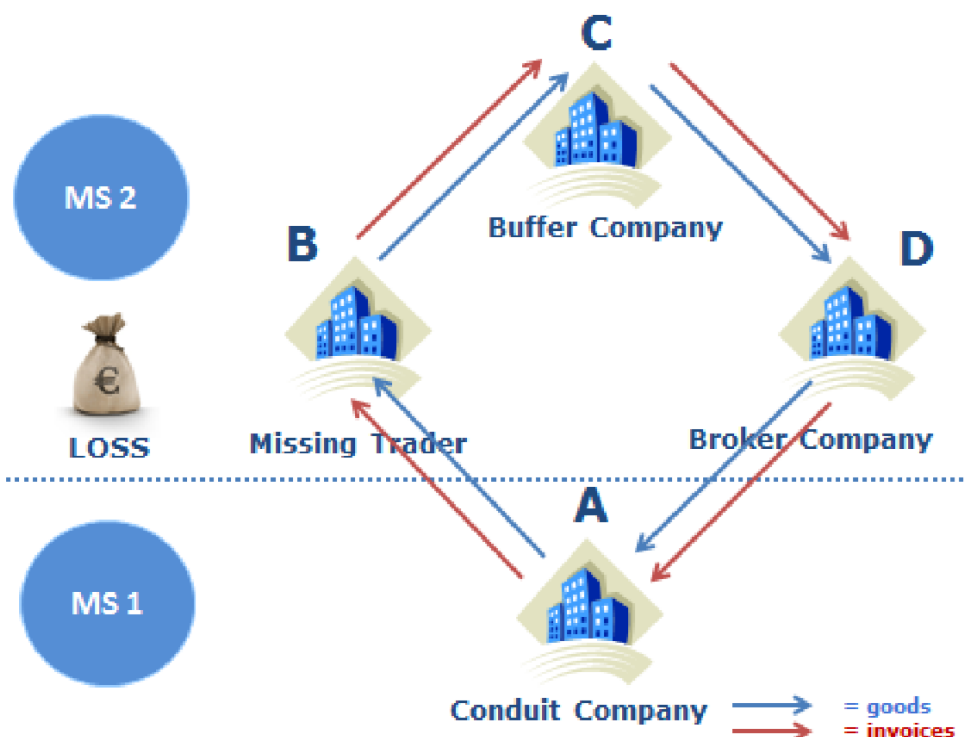 C
MS 2
Buffer Company
B
D
€
LOSS
Missing Trader
Broker Company
A
MS 1
Conduit Company
= goods
= invoices